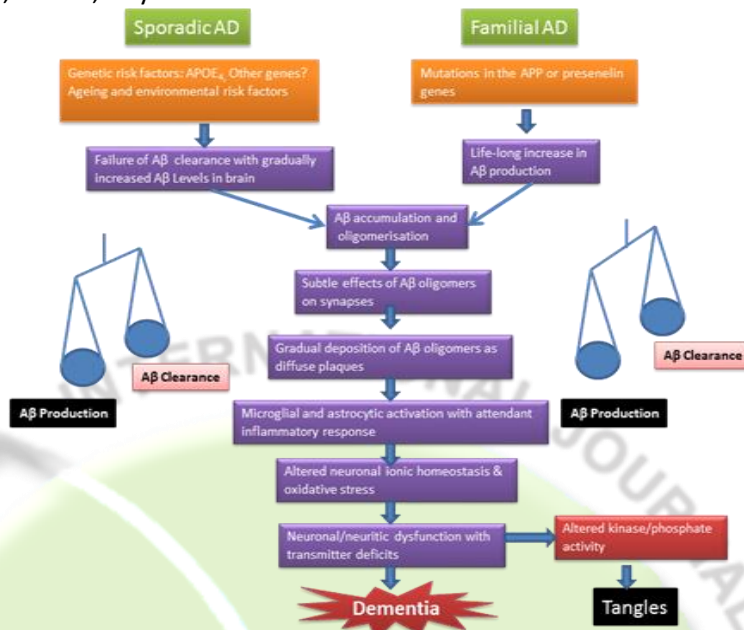 Sporadic AD
Familial AD
Genetic risk factors: APOE4, Other genes?
Ageing and environmental risk factors
Mutations in the APP or presenelin
genes
Failure of Aβ clearance with gradually
increased Aβ Levels in brain
Life-long increase in
Aβ production
Aβ accumulation and
oligomerisation
Subtle effects of Aβ oligomers
on synapses
Gradual deposition of Aβ oligomers as
diffuse plaques
Aβ Clearance
Aβ Production
Aβ Clearance
Aβ Production
Microglial and astrocytic activation with attendant
inflammatory response
Altered neuronal ionic homeostasis &
oxidative stress
Neuronal/neuritic dysfunction with
transmitter deficits
Altered kinase/phosphate
activity
Dementia
Tangles
INTERNATIONAL JOURNAL